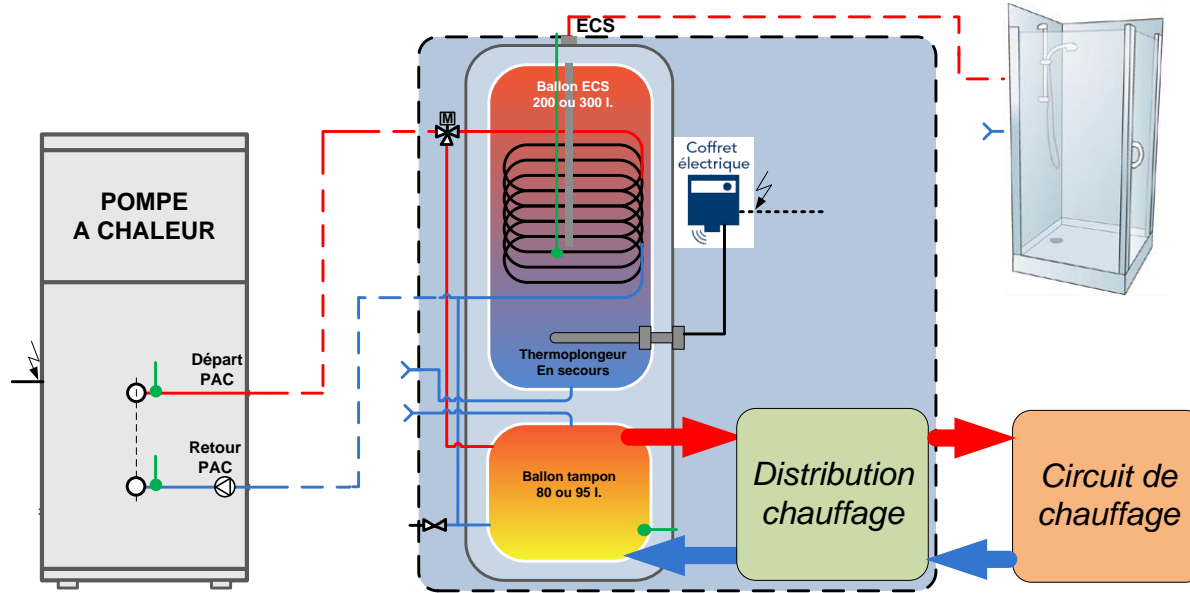 ECS
Ballon ECS
200 ou 300 l.
M
Coffret
électrique
POMPE
A CHALEUR
Départ
PAC
Retour
PAC
Thermoplongeur
En secours
Ballon tampon
80 ou 95 l.
Distribution
chauffage
Circuit de
chauffage